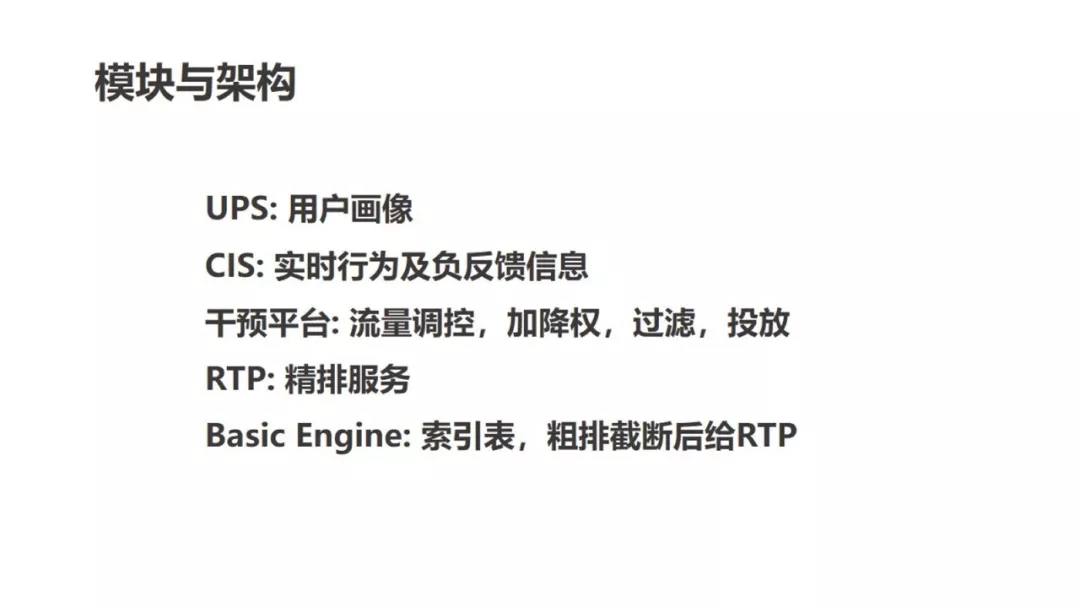 模块与架构
UPS: 用户画像
CIS: 实时行为及负反馈信息
干预平台: 流量调控，加降权，过滤，投放
RTP: 精排服务
Basic Engine: 索引表，粗排截断后给RTP